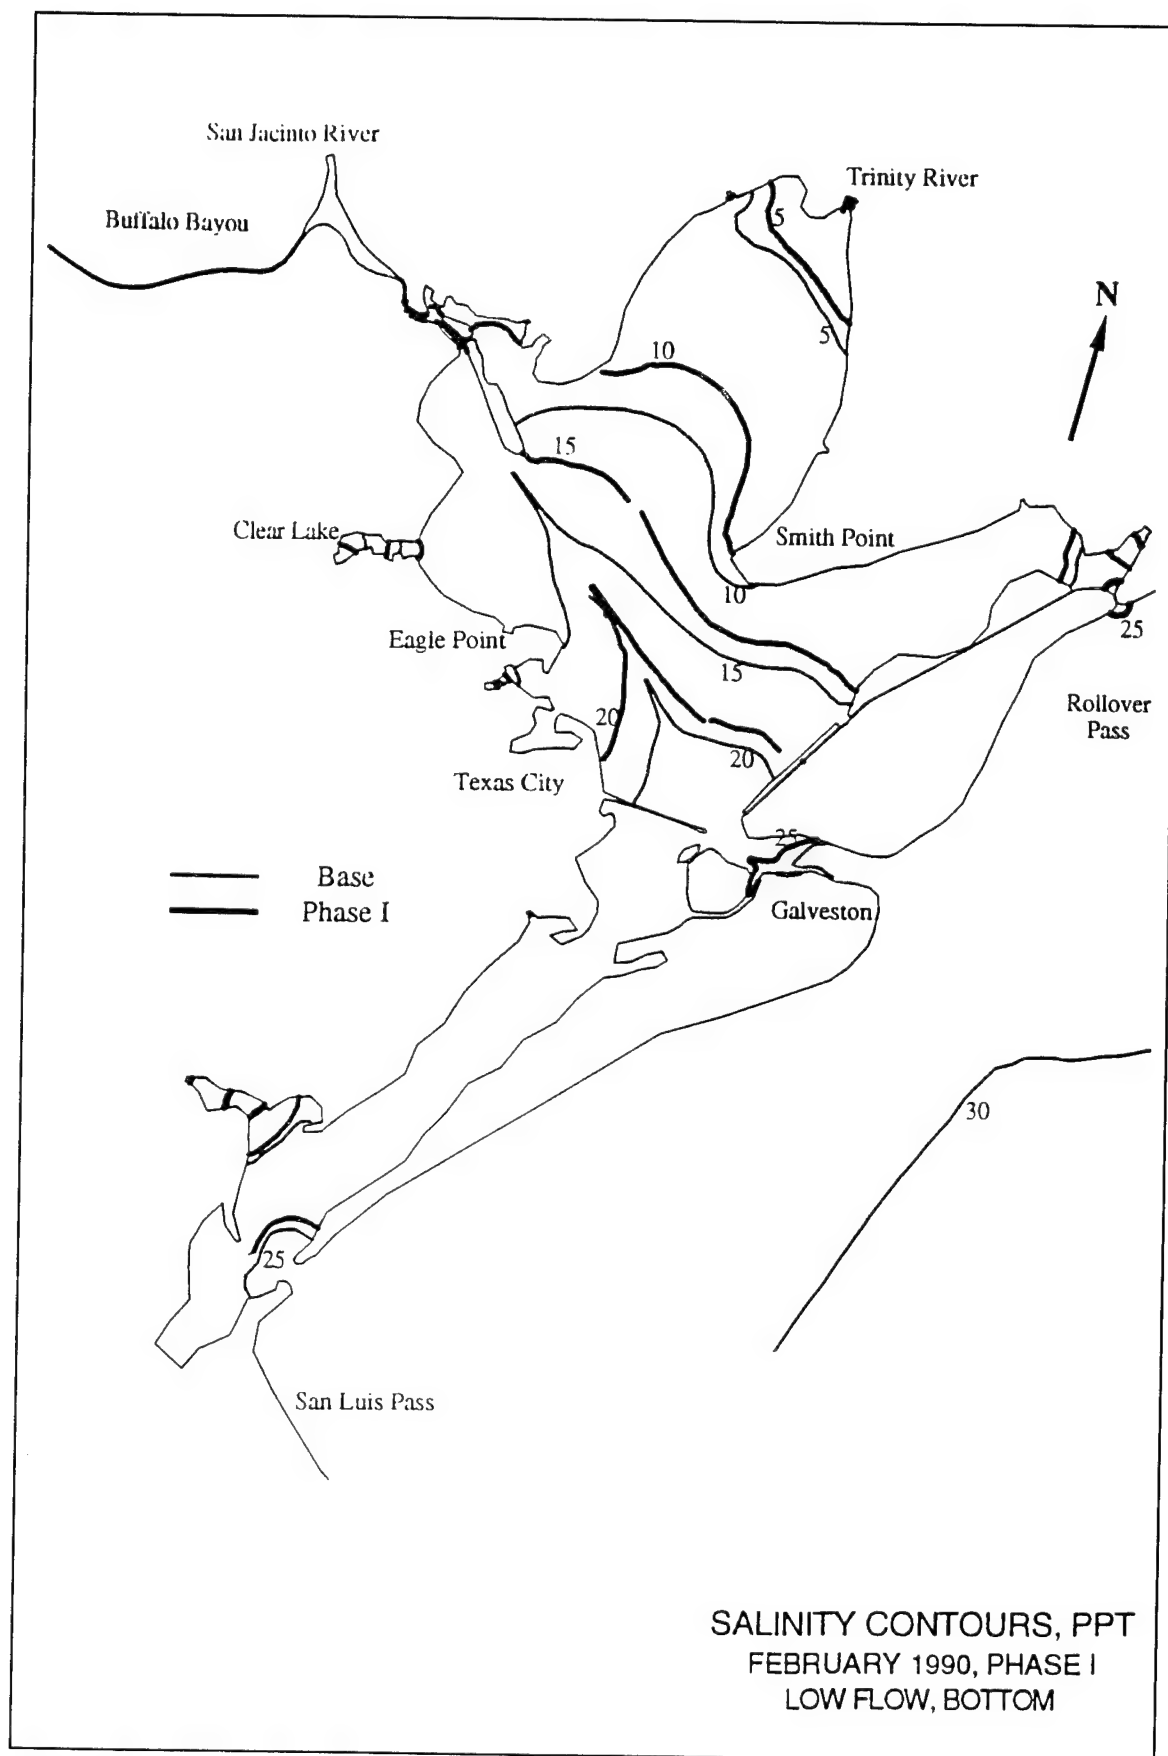 San Jacinto River
Trinity River
Buffalo Bayou
5
N
5
10
15
Clear Lake
Smith Point
10
25
Eagle Point
15
20
Rollover
Pass
20
Texas City
25
Base
Phase I
Galveston
30
25
San Luis Pass
SALINITY CONTOURS, PPT
FEBRUARY 1990, PHASE I
LOW FLOW, BOTTOM